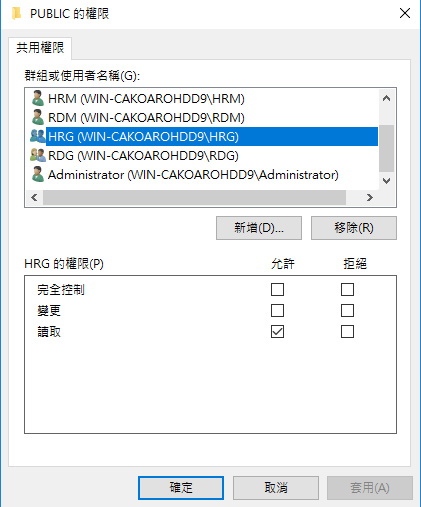 PUBLIC 的權限
共用權限
群組或使用者名稱(G):
HRM (WIN-CAKOAROHDD9\HRM)
RDM (WIN-CAKOAROHDD9\RDM)
HRG (WIN-CAKOAROHDD9\HRG)
RDG (WIN-CAKOAROHDD9\RDG)
Administrator (WIN-CAKOAROHDD9\Administrator)
新增(D)... 移除(R)
HRG 的權限(P) 允許 拒絕
完全控制
變更
讀取
確定 取消 套用(A)